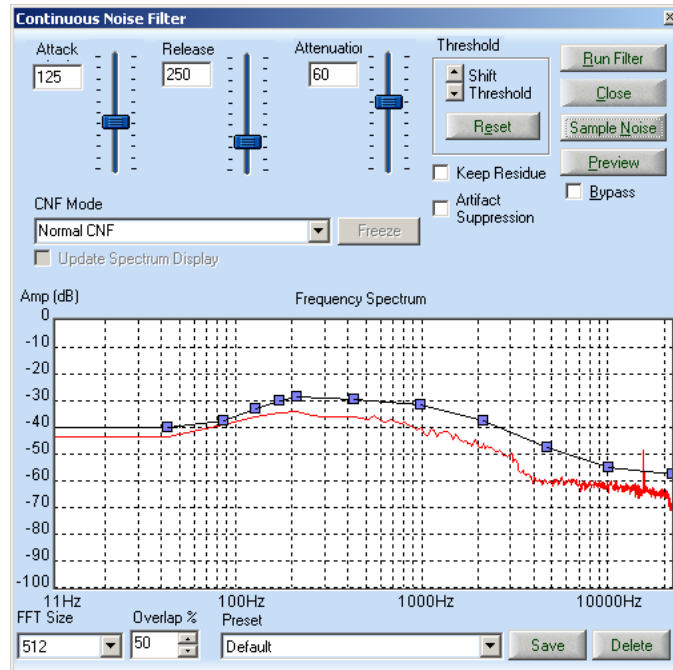 Continuous Noise Filter
Attack
Release
Attenuation
Threshold
125
250
60
Shift
Threshold
Reset
Run Filter
Close
Sample Noise
Preview
Bypass
Keep Residue
Artifact
Suppression
CNF Mode
Normal CNF
Freeze
Update Spectrum Display
Amp (dB)
Frequency Spectrum
0
-10
-20
-30
-40
-50
-60
-70
-80
-90
-100
11Hz
100Hz
1000Hz
10000Hz
FFT Size
Overlap %
Preset
512
50
Default
Save
Delete